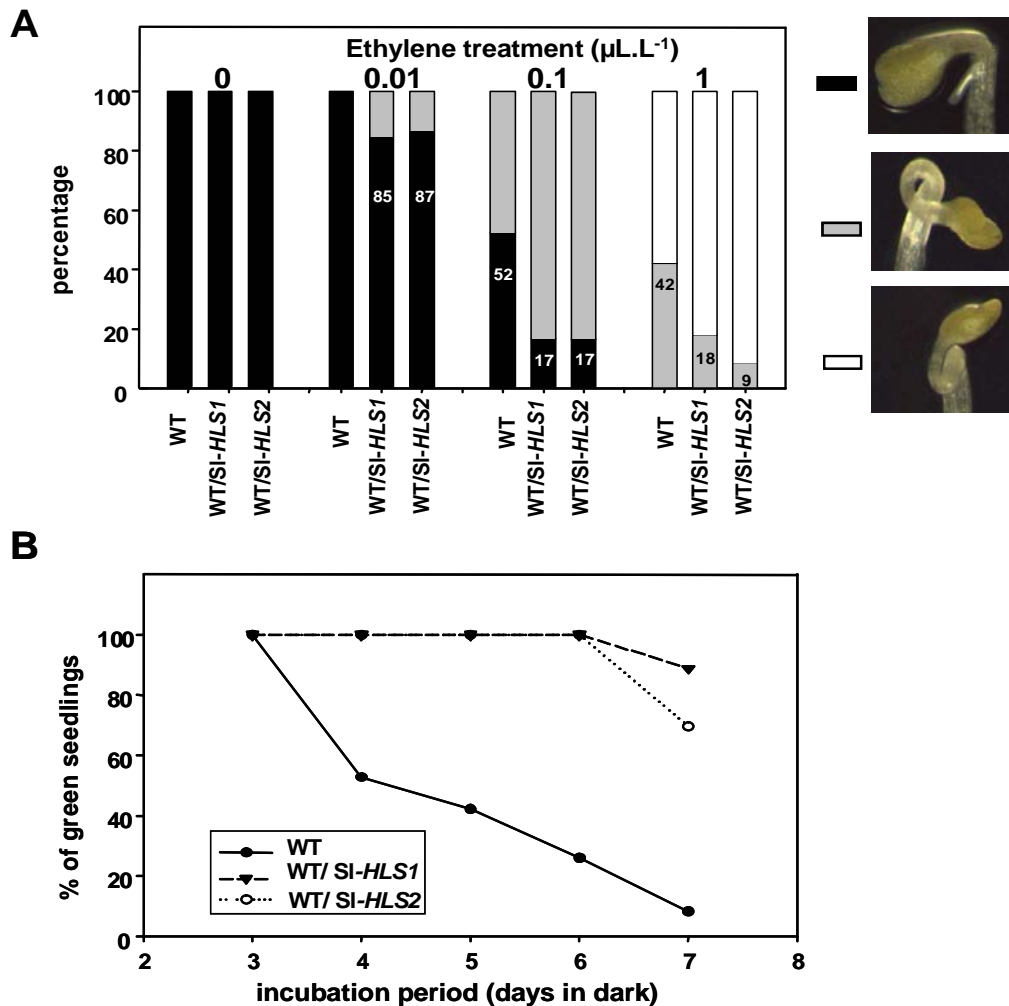 A
Ethylene treatment (µL.L-1)
0 0.01 0.1 1
percentage
100
80
60
40
20
0
85 87
52 17 17
42 18 9
WT WT/Sl-HLS1 WT/Sl-HLS2 WT WT/Sl-HLS1 WT/Sl-HLS2 WT WT/Sl-HLS1 WT/Sl-HLS2 WT WT/Sl-HLS1 WT/Sl-HLS2
B
% of green seedlings
100
80
60
40
20
0
WT
WT/ Sl-HLS1
WT/ Sl-HLS2
2 3 4 5 6 7 8
incubation period (days in dark)